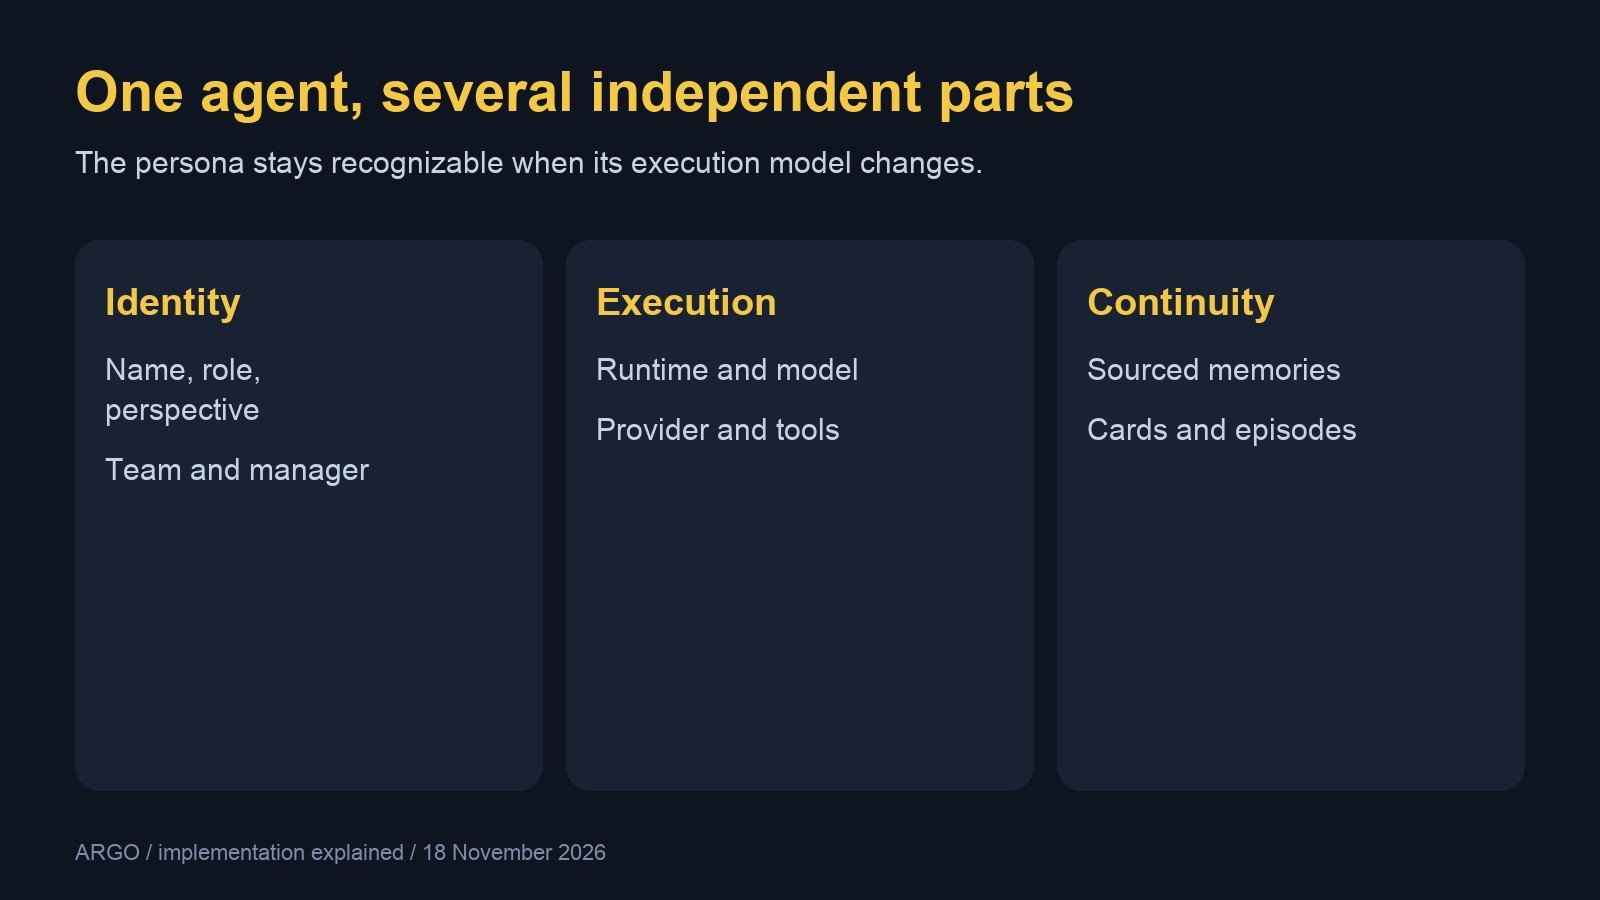 One agent, several independent parts
The persona stays recognizable when its execution model changes.
Identity
Name, role,
perspective
Team and manager
Execution
Runtime and model
Provider and tools
Continuity
Sourced memories
Cards and episodes
ARGO / implementation explained / 18 November 2026